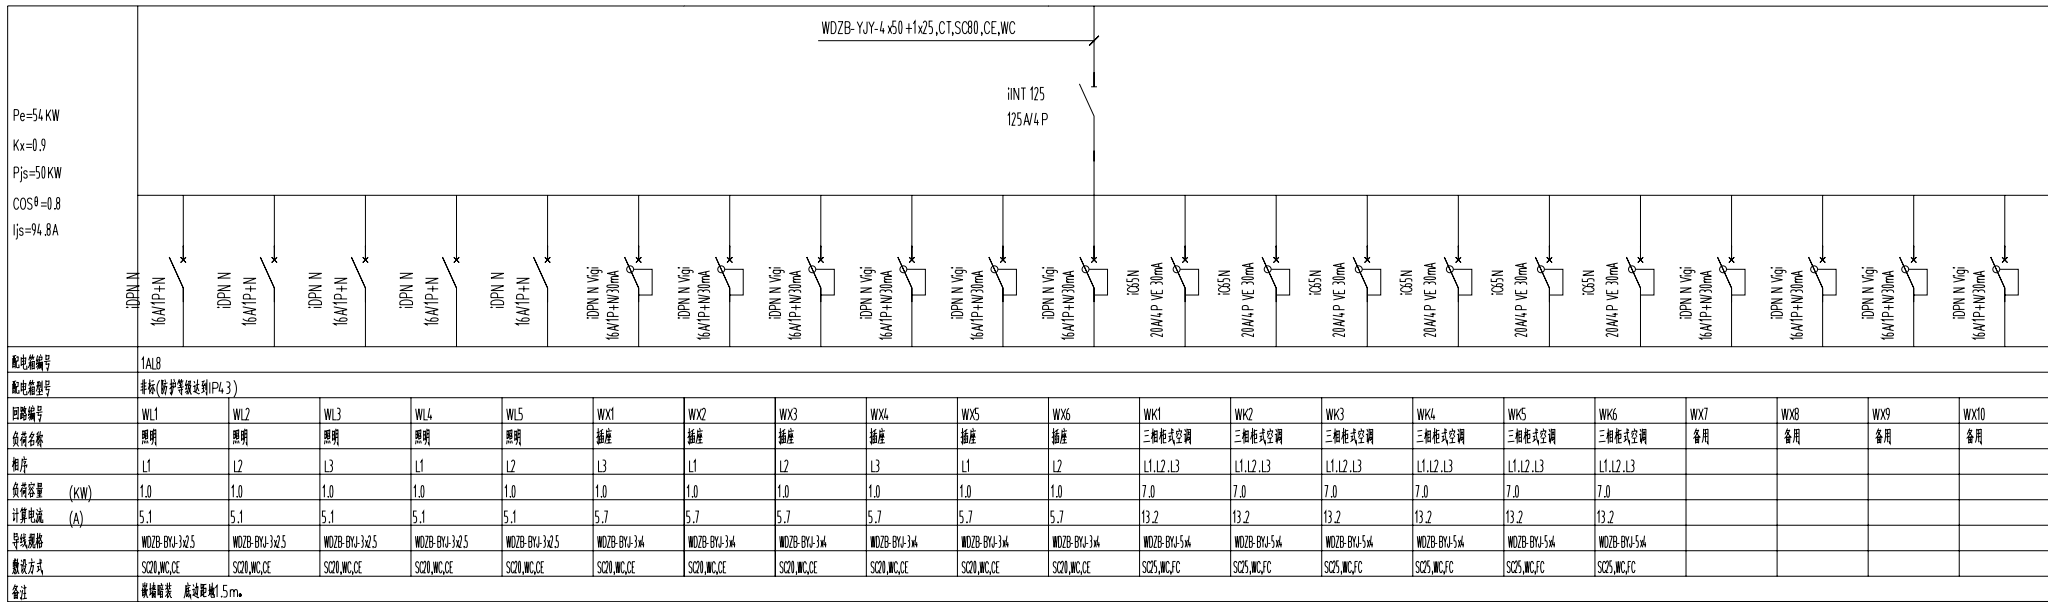 WDZB-YJY-4x50+1x25,CT,SC80,CE,WC
iINT 125
125A/4P
Pe=54KW
Kx=0.9
Pjs=50KW
COSθ=0.8
Ijs=94.8A
iDPN N 16A/1P+N
iDPN N 16A/1P+N
iDPN N 16A/1P+N
iDPN N 16A/1P+N
iDPN N 16A/1P+N
iDPN N Vigi 16A/1P+N/30mA
iDPN N Vigi 16A/1P+N/30mA
iDPN N Vigi 16A/1P+N/30mA
iDPN N Vigi 16A/1P+N/30mA
iDPN N Vigi 16A/1P+N/30mA
iDPN N Vigi 16A/1P+N/30mA
iC65N 20A/4P VE 30mA
iC65N 20A/4P VE 30mA
iC65N 20A/4P VE 30mA
iC65N 20A/4P VE 30mA
iC65N 20A/4P VE 30mA
iC65N 20A/4P VE 30mA
iDPN N Vigi 16A/1P+N/30mA
iDPN N Vigi 16A/1P+N/30mA
iDPN N Vigi 16A/1P+N/30mA
iDPN N Vigi 16A/1P+N/30mA
配电箱编号 1AL8
配电箱型号 非标(防护等级达到IP43)
回路编号 WL1 WL2 WL3 WL4 WL5 WX1 WX2 WX3 WX4 WX5 WX6 WK1 WK2 WK3 WK4 WK5 WK6 WX7 WX8 WX9 WX10
负荷名称 照明 照明 照明 照明 照明 插座 插座 插座 插座 插座 插座 三相柜式空调 三相柜式空调 三相柜式空调 三相柜式空调 三相柜式空调 三相柜式空调 备用 备用 备用 备用
相序 L1 L2 L3 L1 L2 L3 L1 L2 L3 L1 L2 L1.L2.L3 L1.L2.L3 L1.L2.L3 L1.L2.L3 L1.L2.L3 L1.L2.L3
负荷容量 (KW) 1.0 1.0 1.0 1.0 1.0 1.0 1.0 1.0 1.0 1.0 1.0 7.0 7.0 7.0 7.0 7.0 7.0
计算电流 (A) 5.1 5.1 5.1 5.1 5.1 5.7 5.7 5.7 5.7 5.7 5.7 13.2 13.2 13.2 13.2 13.2 13.2
导线规格 WDZB-BYJ-3x2.5 WDZB-BYJ-3x2.5 WDZB-BYJ-3x2.5 WDZB-BYJ-3x2.5 WDZB-BYJ-3x2.5 WDZB-BYJ-3x4 WDZB-BYJ-3x4 WDZB-BYJ-3x4 WDZB-BYJ-3x4 WDZB-BYJ-3x4 WDZB-BYJ-3x4 WDZB-BYJ-5x4 WDZB-BYJ-5x4 WDZB-BYJ-5x4 WDZB-BYJ-5x4 WDZB-BYJ-5x4 WDZB-BYJ-5x4
敷设方式 SC20,WC,CE SC20,WC,CE SC20,WC,CE SC20,WC,CE SC20,WC,CE SC20,WC,CE SC20,WC,CE SC20,WC,CE SC20,WC,CE SC20,WC,CE SC20,WC,CE SC25,WC,FC SC25,WC,FC SC25,WC,FC SC25,WC,FC SC25,WC,FC SC25,WC,FC
备注 嵌墙暗装 底边距地1.5m。